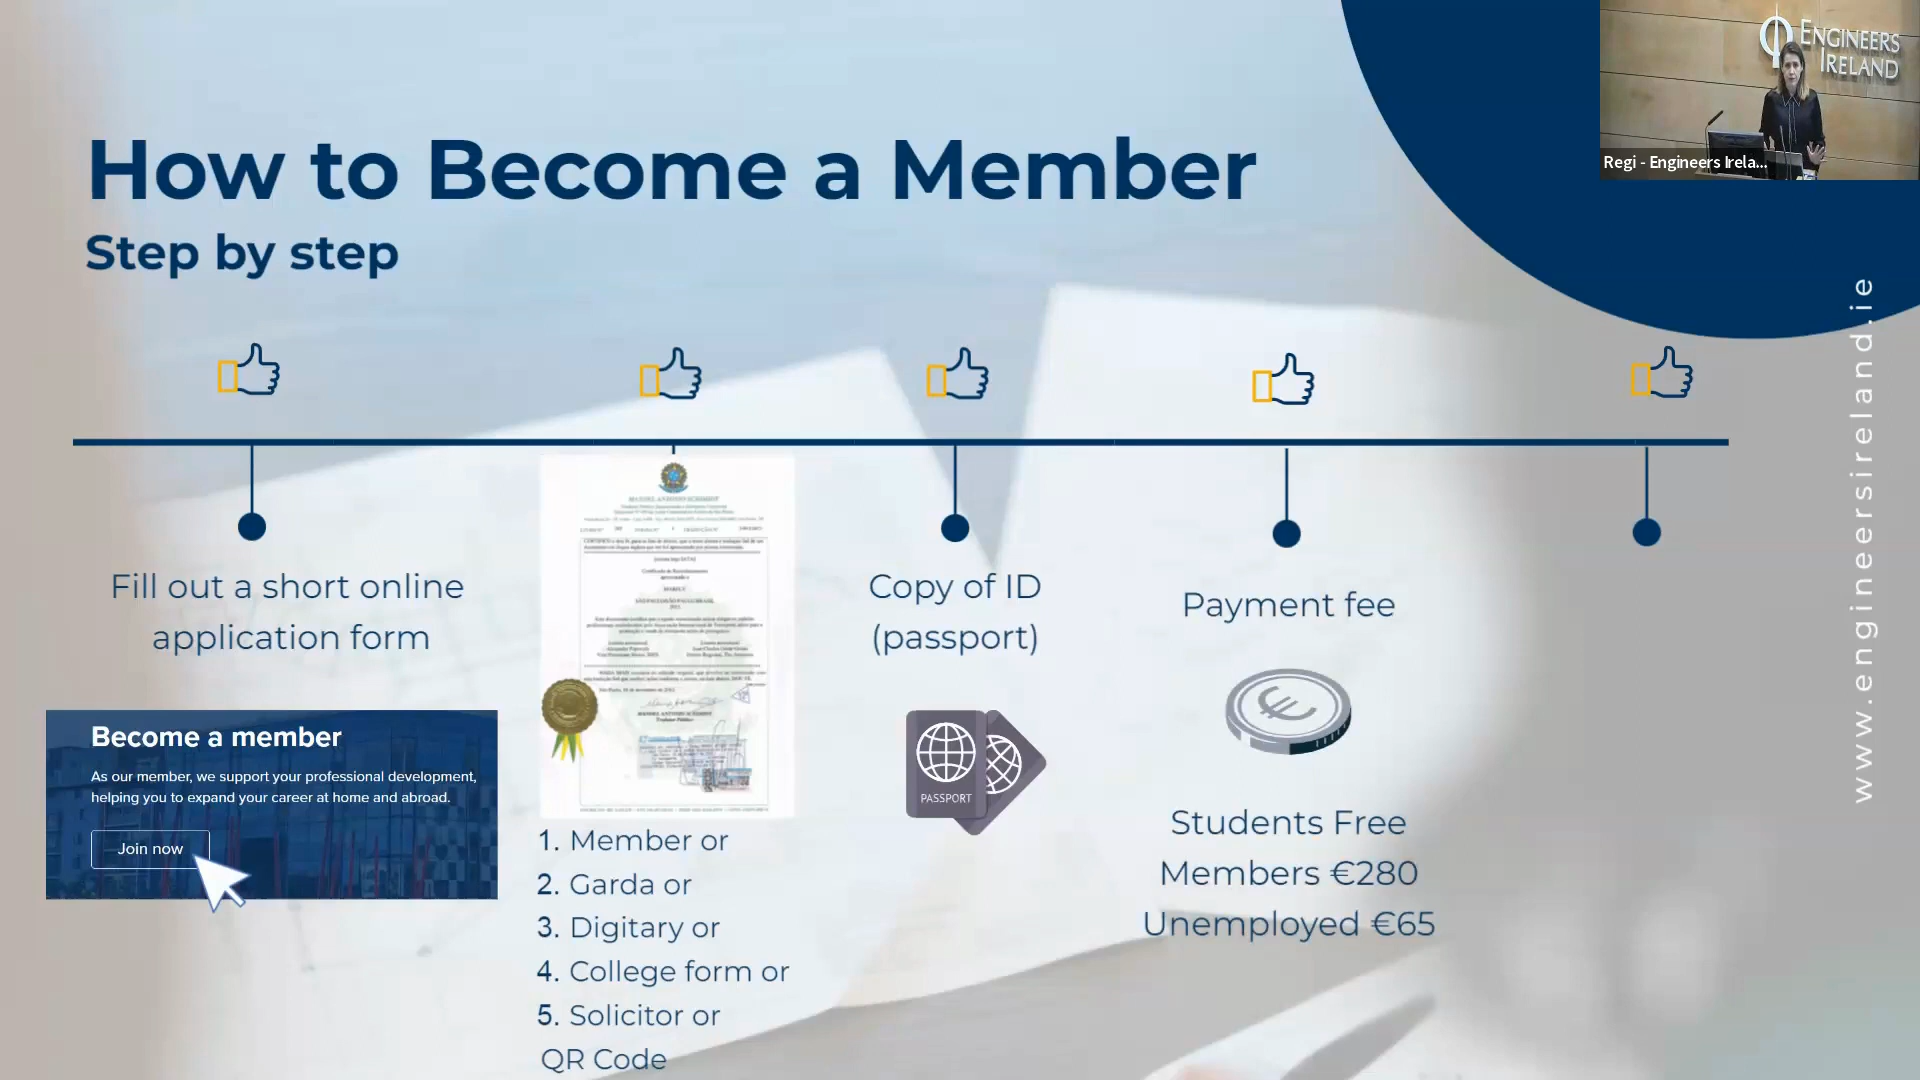 How to Become a Member
Step by step
ENGINEERS
IRELAND
Regi - Engineers Irela...
www.engineersireland.ie
Fill out a short online
application form
Become a member
As our member, we support your professional development,
helping you to expand your career at home and abroad.
Join now
MANOEL ANTONIO SCHIMIDT
1. Member or
2. Garda or
3. Digitary or
4. College form or
5. Solicitor or
QR Code
Copy of ID
(passport)
PASSPORT
Payment fee
Students Free
Members €280
Unemployed €65